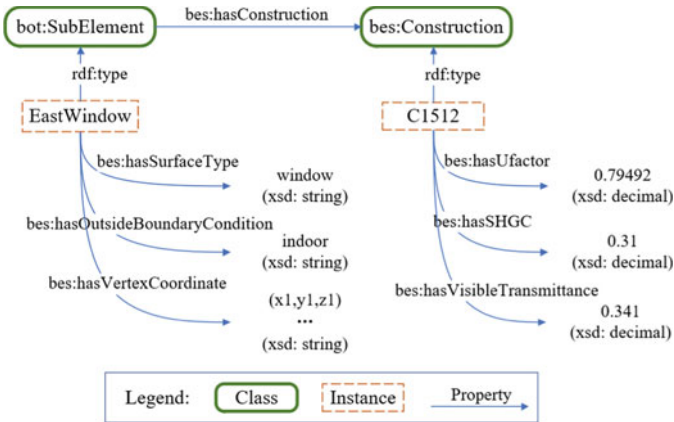 bes:hasConstruction
bot:SubElement
bes:Construction
rdf:type
rdf:type
EastWindow
C1512
bes:hasSurfaceType
window
(xsd: string)
bes:hasOutsideBoundaryCondition
indoor
(xsd: string)
bes:hasVertexCoordinate
(x1,y1,z1)
...
(xsd: string)
bes:hasUfactor
0.79492
(xsd: decimal)
bes:hasSHGC
0.31
(xsd: decimal)
bes:hasVisibleTransmittance
0.341
(xsd: decimal)
Legend:
Class
Instance
Property